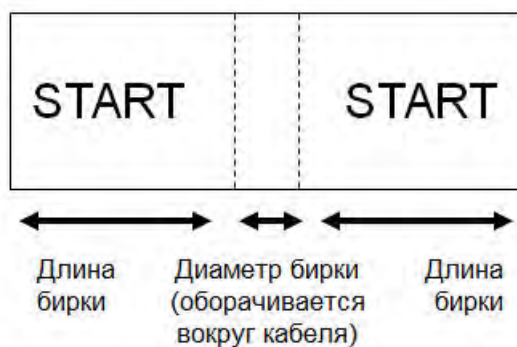 START START
Длина бирки
Диаметр бирки (оборачивается вокруг кабеля)
Длина бирки